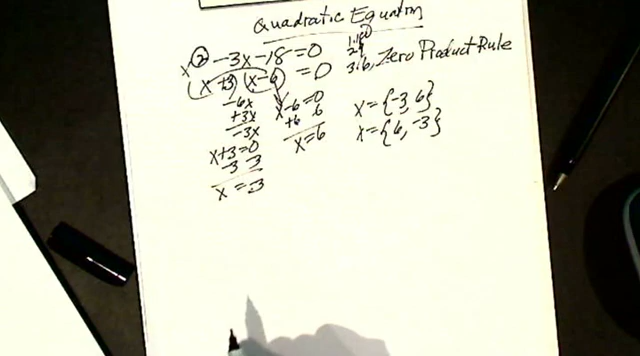 Quadratic Equation
x² -3x -18 = 0
1·18
2·9
3·6, Zero Product Rule
(x+3)(x-6) = 0
-6x
+3x
-3x
x-6=0
+6 6
x=6
x+3=0
-3 3
x = -3
x = {-3, 6}
x = {6, -3}